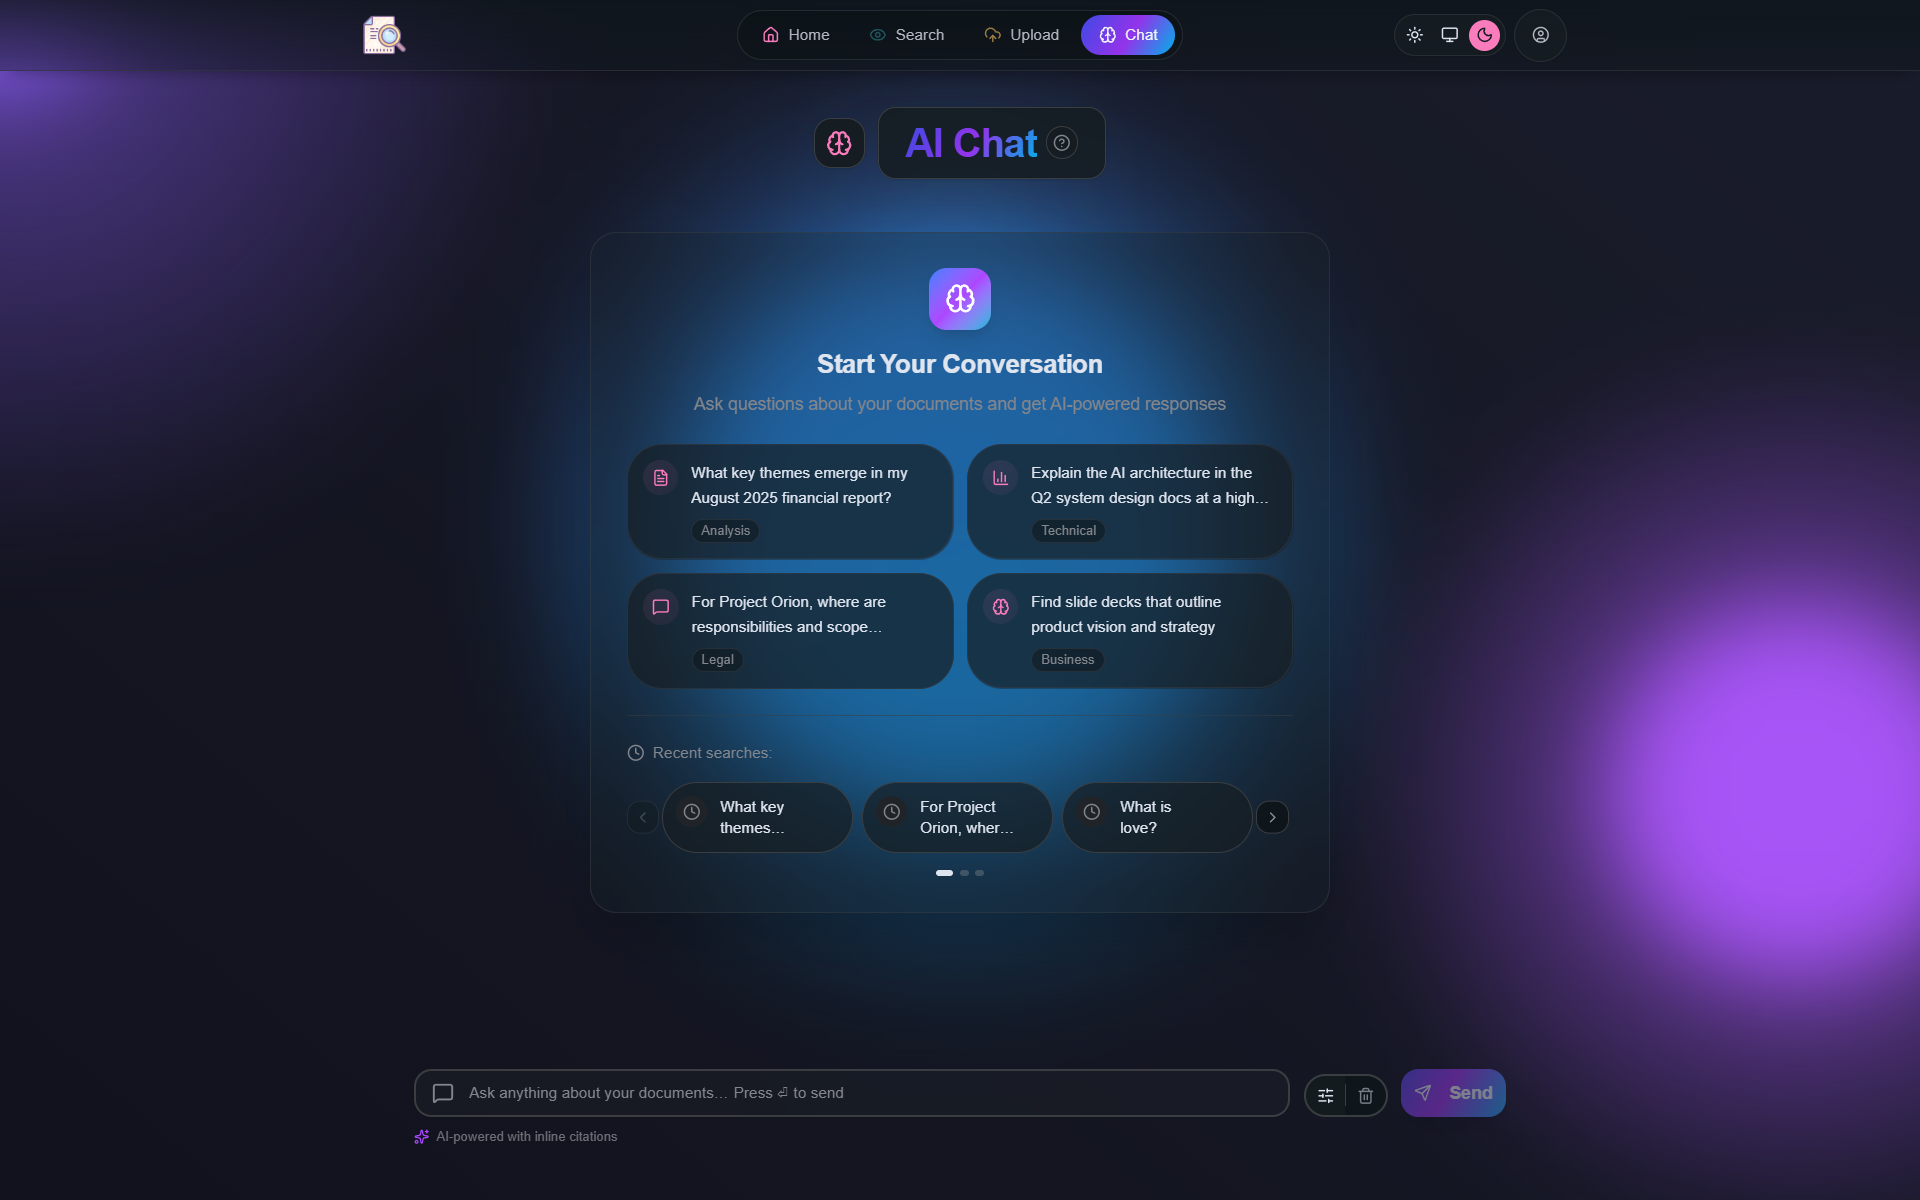 Home
Search
Upload
Chat
AI Chat
Start Your Conversation
Ask questions about your documents and get AI-powered responses
What key themes emerge in my
August 2025 financial report?
Analysis
Explain the AI architecture in the
Q2 system design docs at a high...
Technical
For Project Orion, where are
responsibilities and scope...
Legal
Find slide decks that outline
product vision and strategy
Business
Recent searches:
What key
themes...
For Project
Orion, wher...
What is
love?
Ask anything about your documents... Press ⏎ to send
Send
AI-powered with inline citations